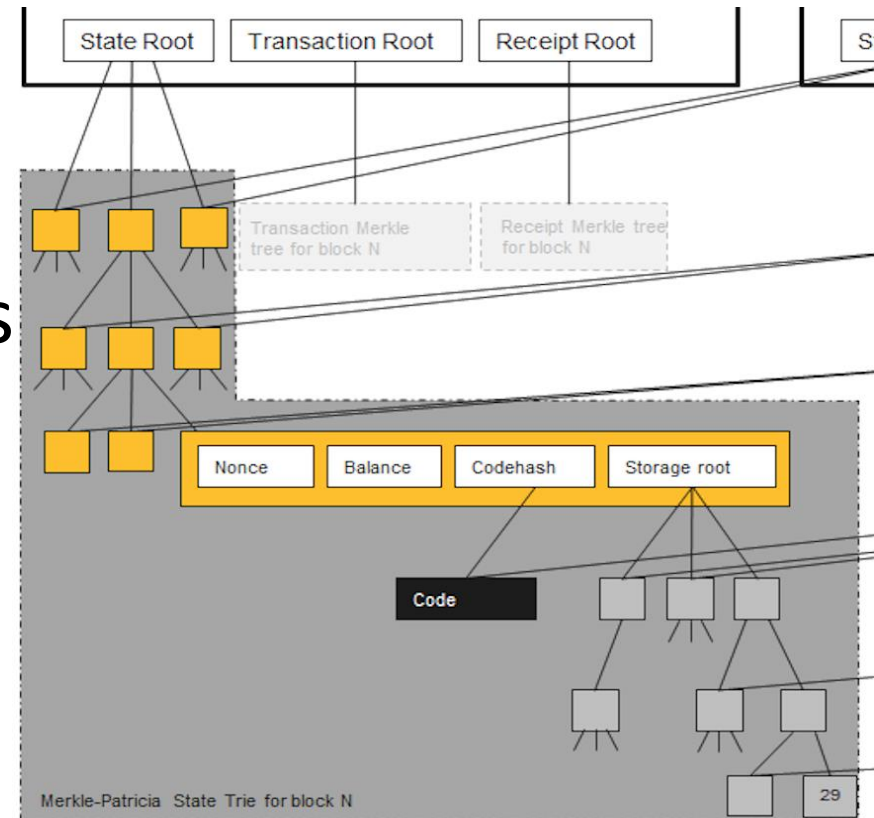 State Root
Transaction Root
Receipt Root
S
Transaction Merkle
tree for block N
Receipt Merkle tree
for block N
s
Nonce
Balance
Codehash
Storage root
Code
29
Merkle-Patricia State Trie for block N